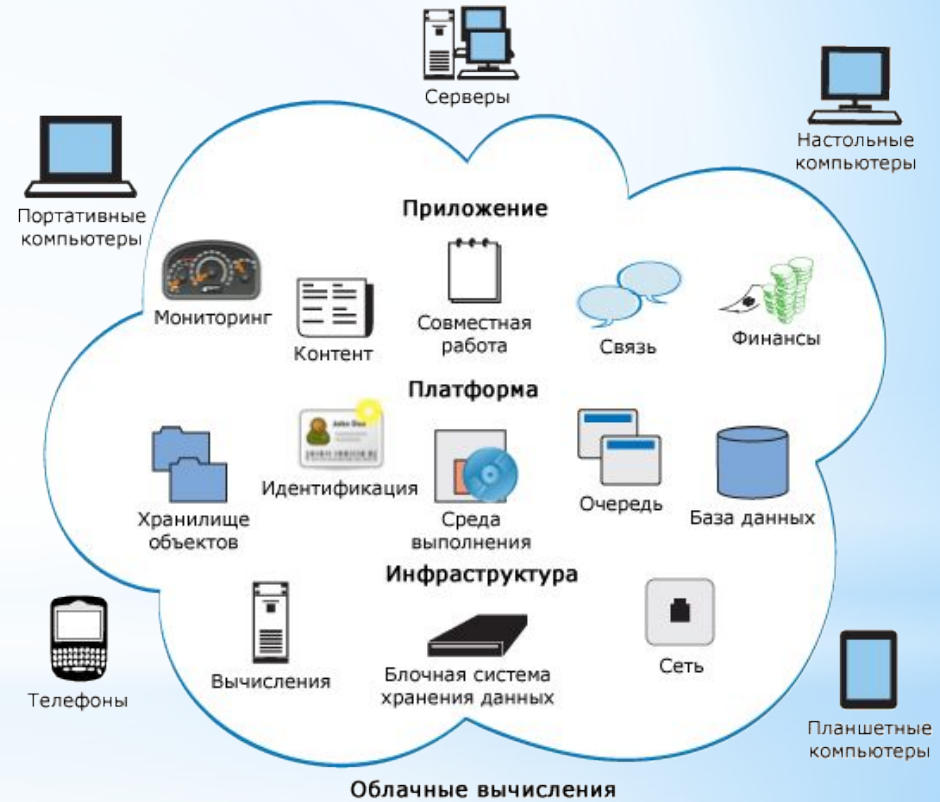 Серверы
Настольные
компьютеры
Портативные
компьютеры
Приложение
Мониторинг
Контент
Совместная
работа
Связь
Финансы
Платформа
Хранилище
объектов
Идентификация
John Doe
Среда
выполнения
Очередь
База данных
Инфраструктура
Вычисления
Блочная система
хранения данных
Сеть
Телефоны
Планшетные
компьютеры
Облачные вычисления